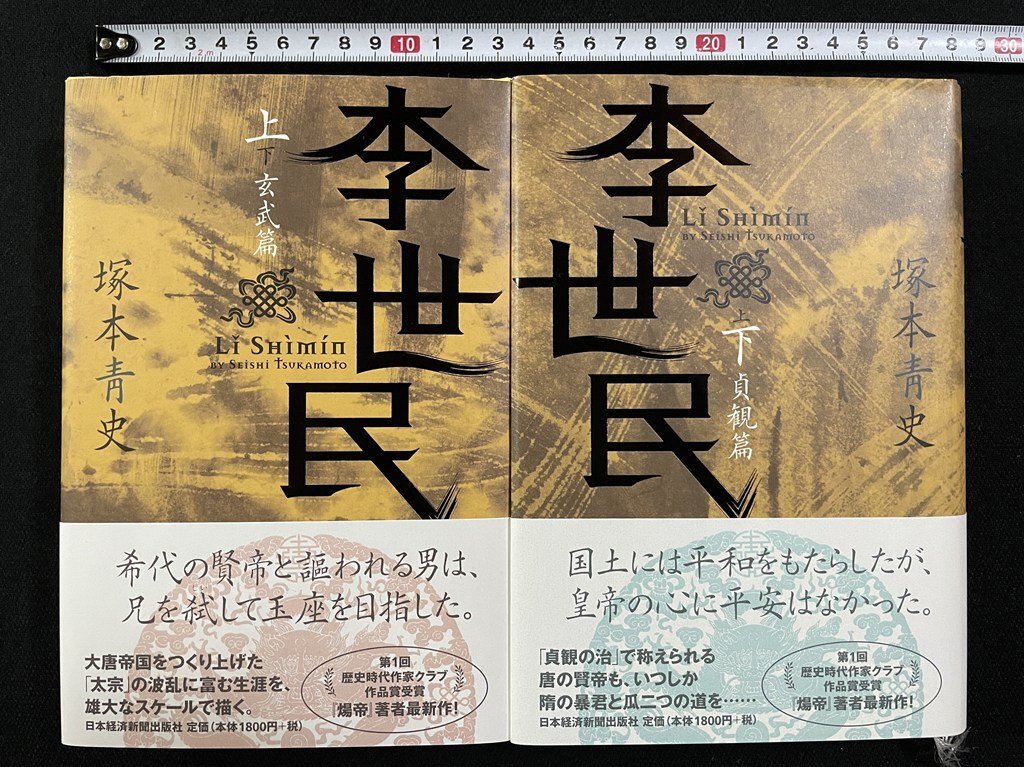 2 3 4 5 6 7 8 9 10 1 2 3 4 5 6 7 8 9 20 1 2 3 4 5 6 7 8 9 30
2m
李世民
上
下
玄武篇
Lǐ Shìmín
by Seishi Tsukamoto
塚本青史
希代の賢帝と謳われる男は、
兄を弑して玉座を目指した。
大唐帝国をつくり上げた
「太宗」の波乱に富む生涯を、
雄大なスケールで描く。
日本経済新聞出版社 定価(本体1800円+税)
第1回
歴史時代作家クラブ
作品賞受賞
『煬帝』著者最新作!
李世民
Lǐ Shìmín
by Seishi Tsukamoto
上
下
貞観篇
塚本青史
国土には平和をもたらしたが、
皇帝の心に平安はなかった。
「貞観の治」で称えられる
唐の賢帝も、いつしか
隋の暴君と瓜二つの道を……
日本経済新聞出版社 定価(本体1800円+税)
第1回
歴史時代作家クラブ
作品賞受賞
『煬帝』著者最新作!